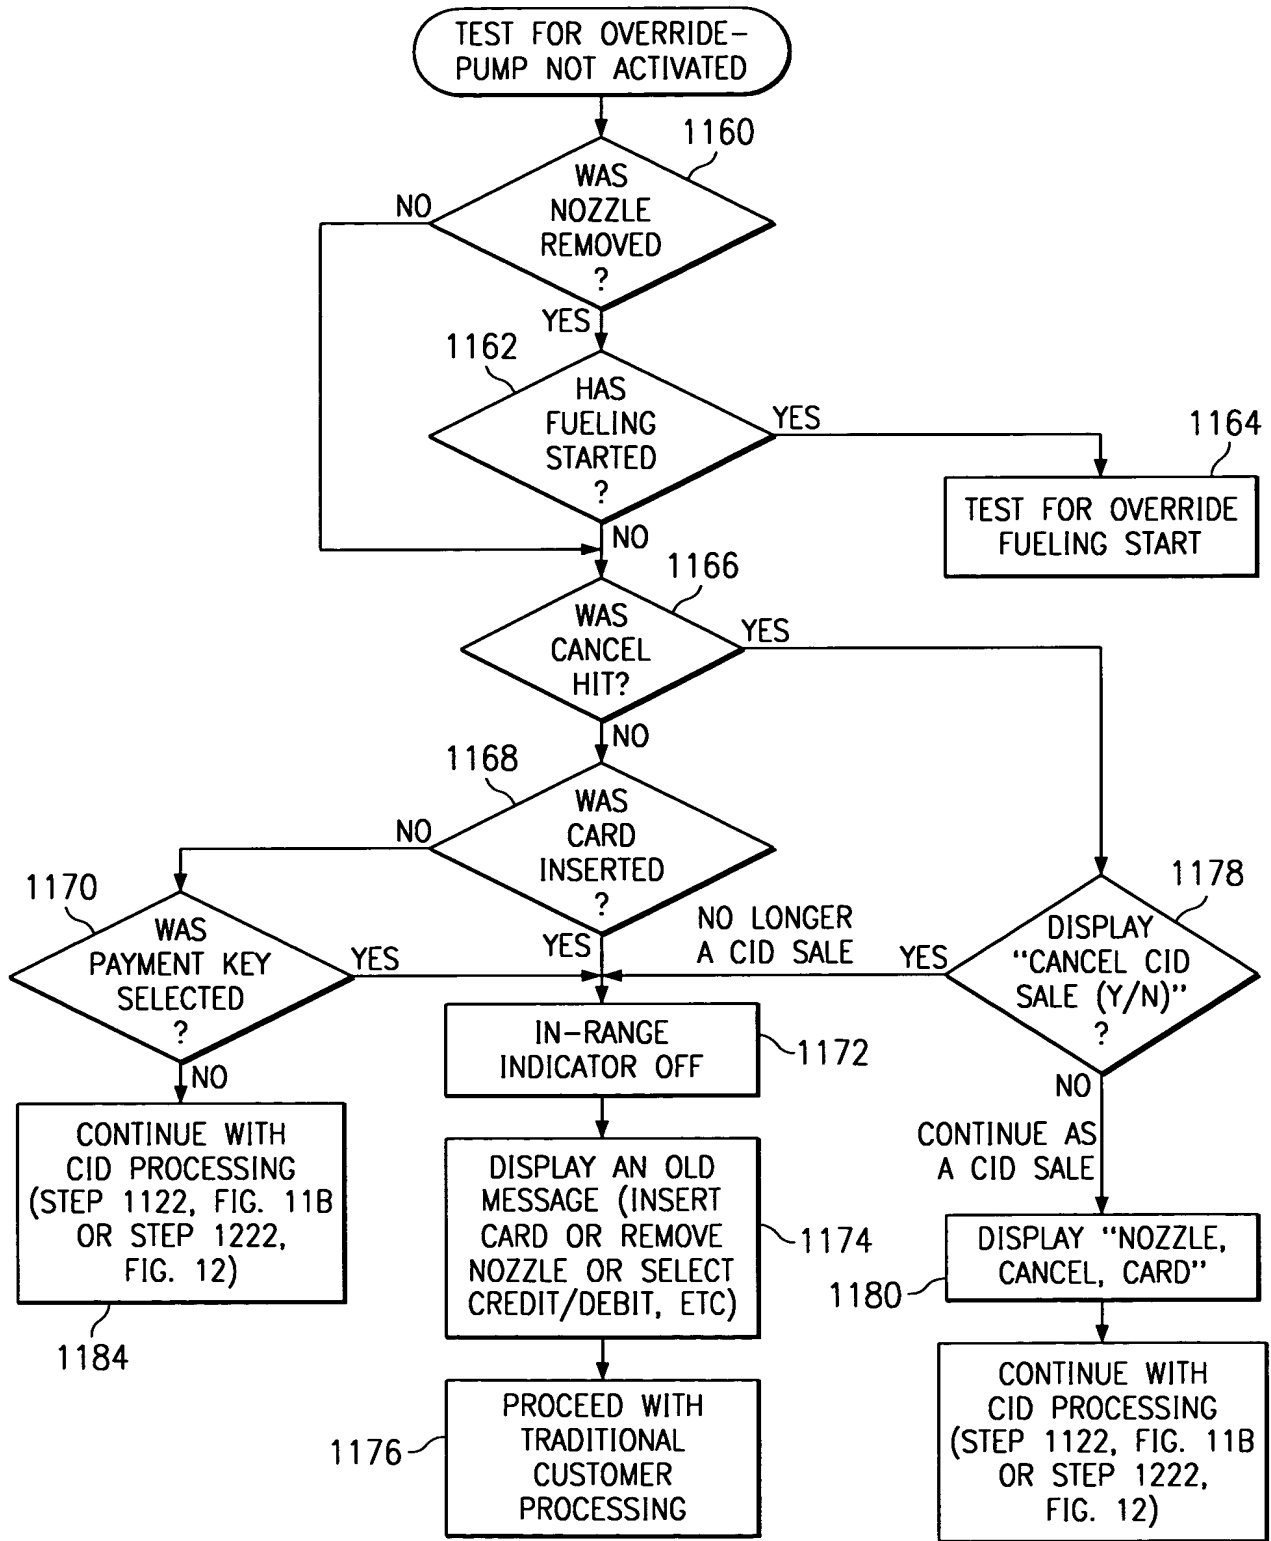 TEST FOR OVERRIDE-
PUMP NOT ACTIVATED
1160
WAS
NOZZLE
REMOVED
?
NO
YES
1162
HAS
FUELING
STARTED
?
YES
1164
TEST FOR OVERRIDE
FUELING START
NO
1166
WAS
CANCEL
HIT?
YES
NO
1168
WAS
CARD
INSERTED
?
NO
YES
1170
WAS
PAYMENT KEY
SELECTED
?
YES
NO
NO LONGER
A CID SALE
YES
1178
DISPLAY
"CANCEL CID
SALE (Y/N)"
?
NO
IN-RANGE
INDICATOR OFF
1172
CONTINUE WITH
CID PROCESSING
(STEP 1122, FIG. 11B
OR STEP 1222,
FIG. 12)
1184
DISPLAY AN OLD
MESSAGE (INSERT
CARD OR REMOVE
NOZZLE OR SELECT
CREDIT/DEBIT, ETC)
1174
CONTINUE AS
A CID SALE
DISPLAY "NOZZLE,
CANCEL, CARD"
1180
PROCEED WITH
TRADITIONAL
CUSTOMER
PROCESSING
1176
CONTINUE WITH
CID PROCESSING
(STEP 1122, FIG. 11B
OR STEP 1222,
FIG. 12)